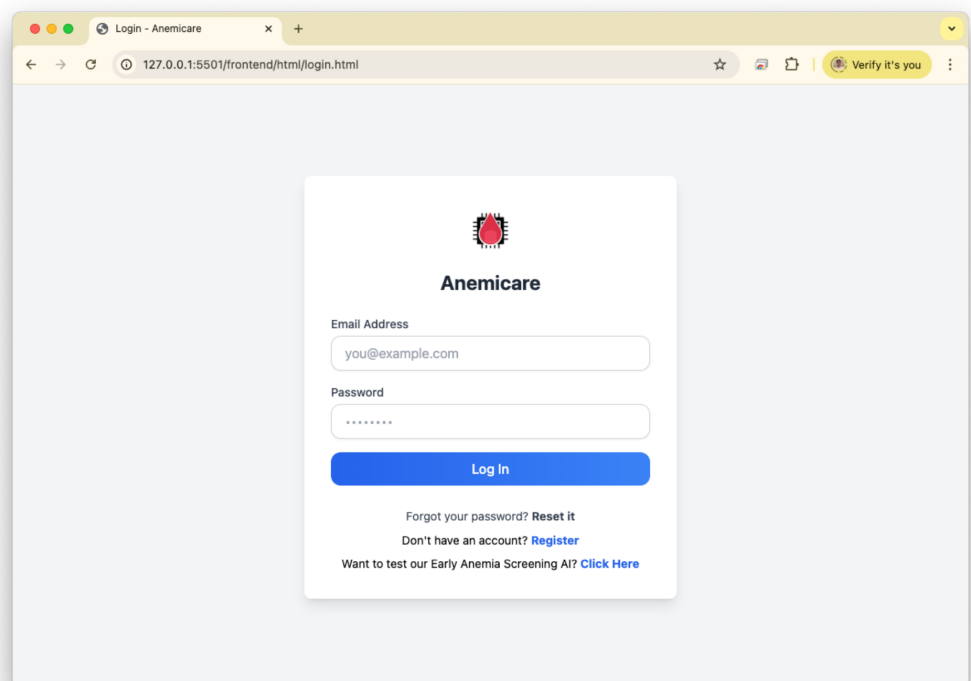 Login - Anemicare
127.0.0.1:5501/frontend/html/login.html
Verify it's you
Anemicare
Email Address
you@example.com
Password
Log In
Forgot your password? Reset it
Don't have an account? Register
Want to test our Early Anemia Screening AI? Click Here